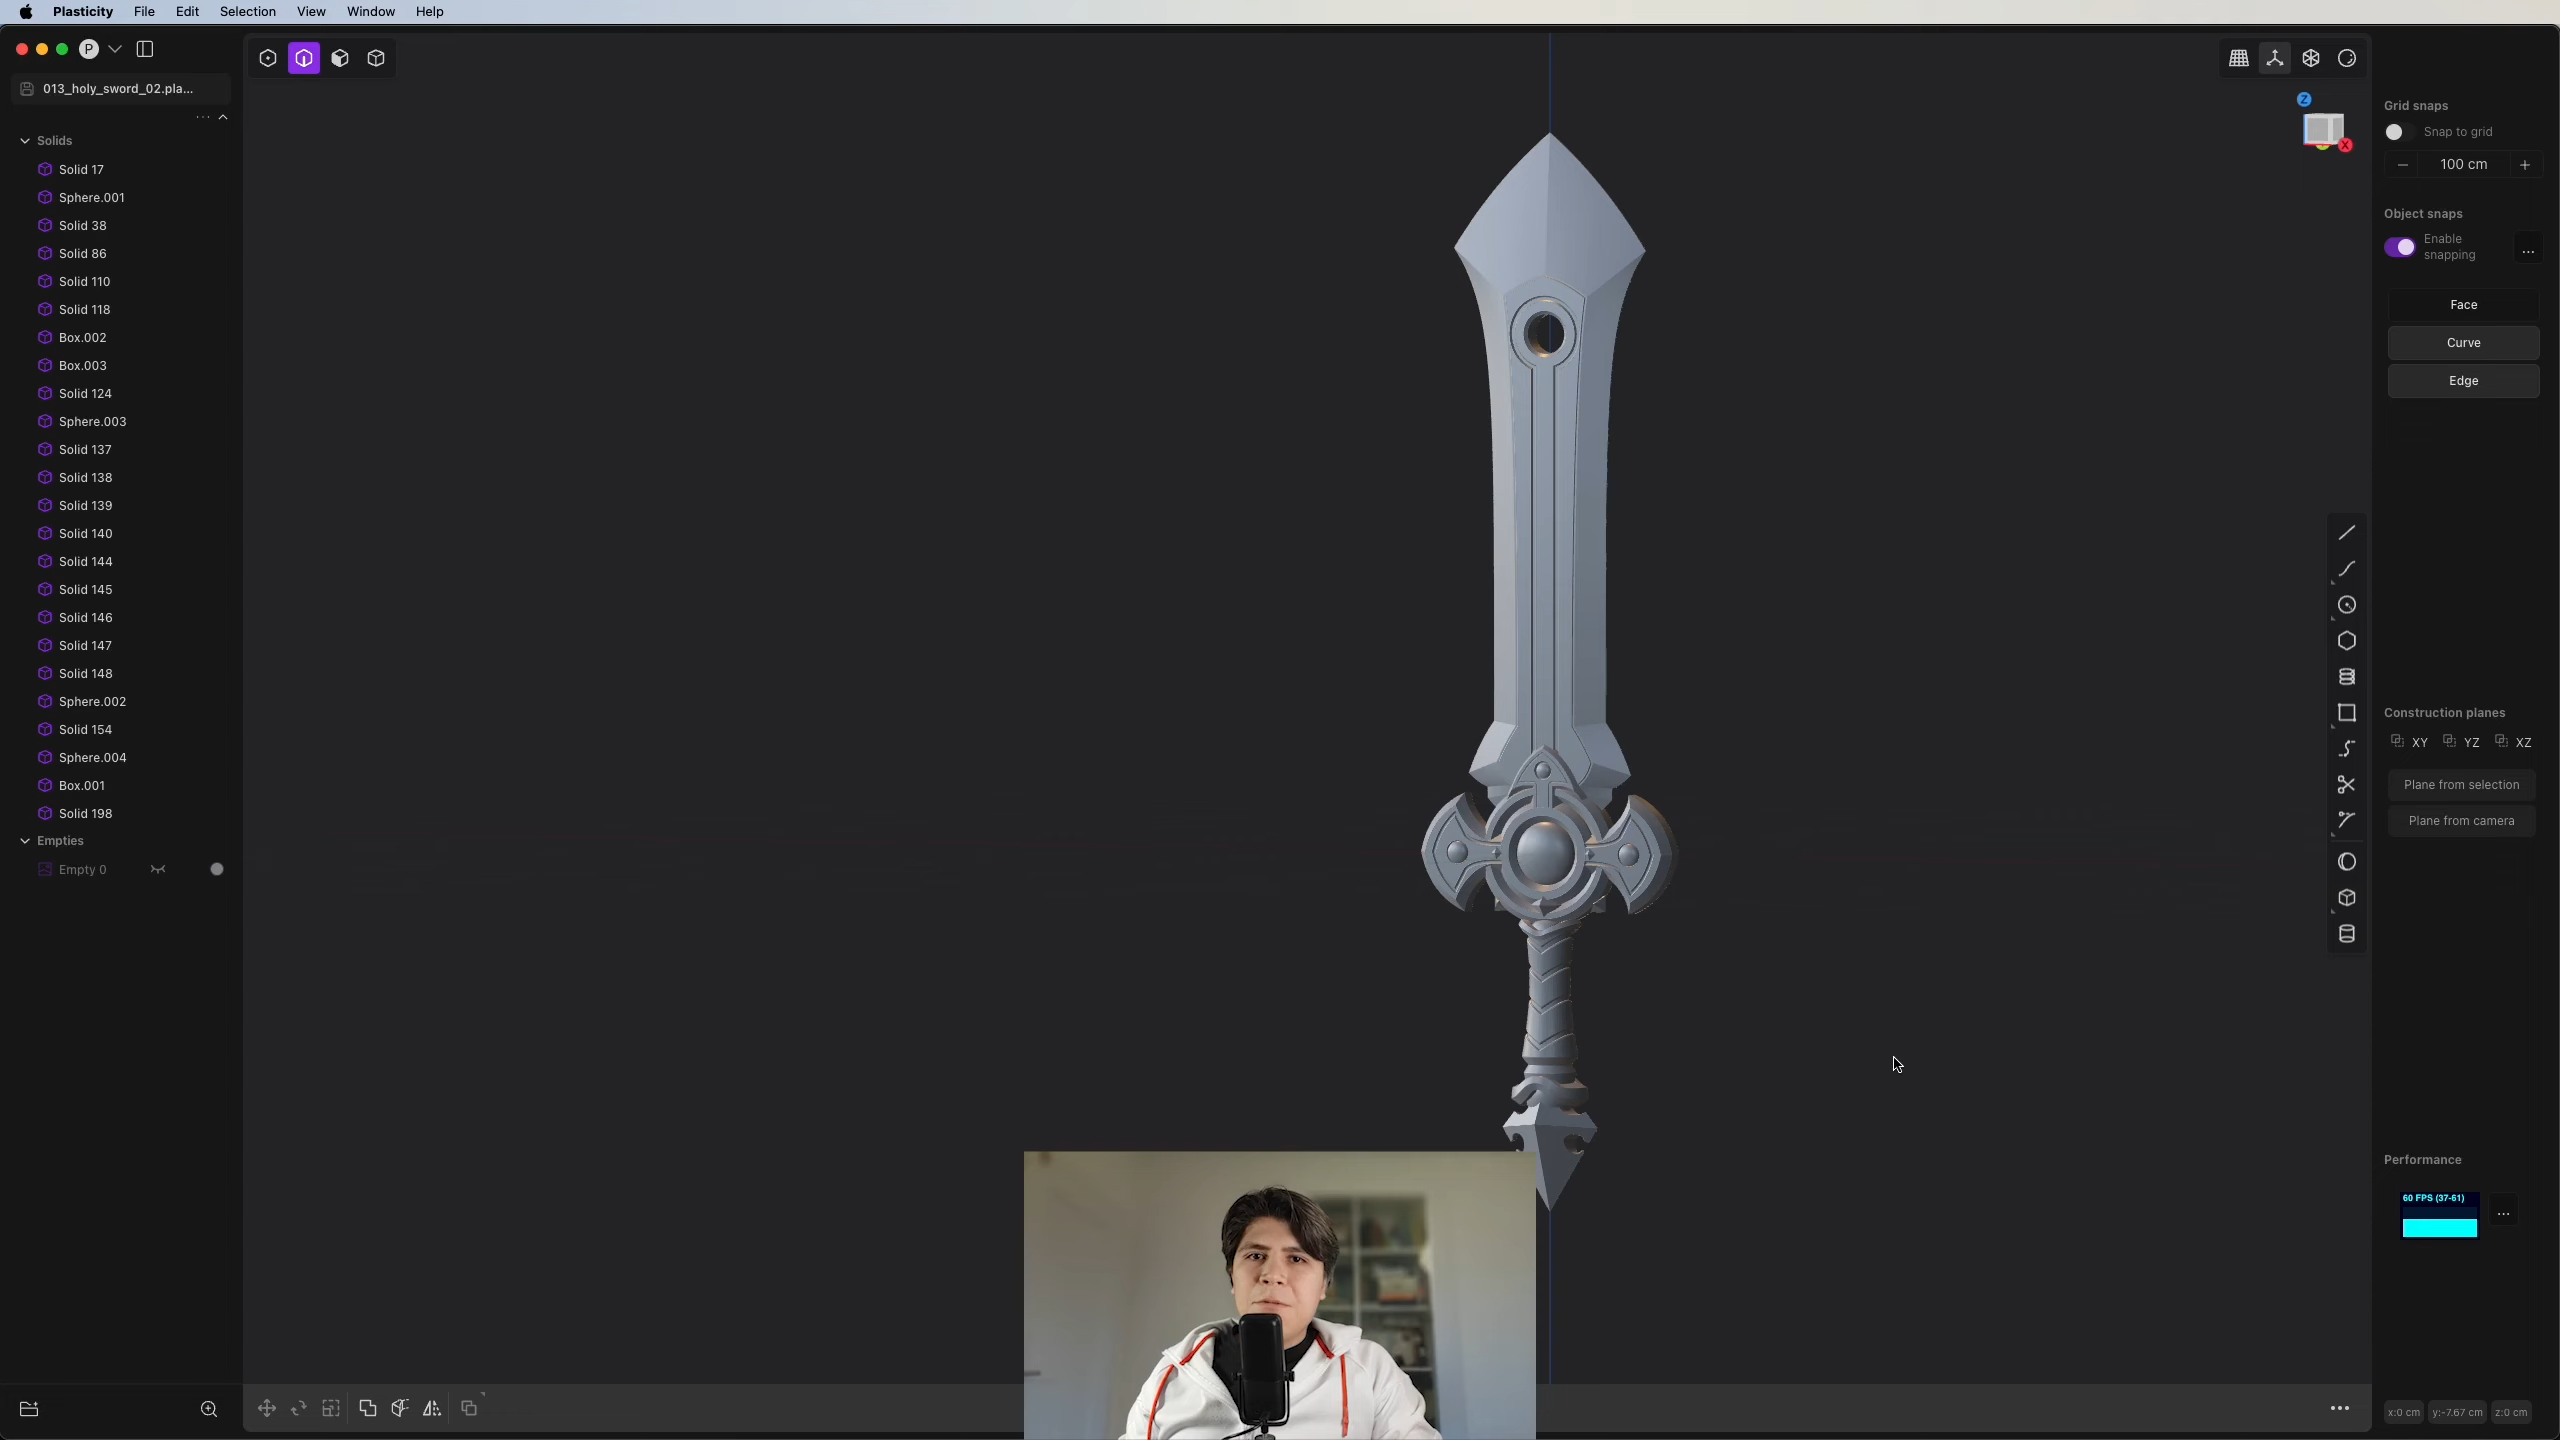 Plasticity File Edit Selection View Window Help
P
013_holy_sword_02.pla...
...
Solids
Solid 17
Sphere.001
Solid 38
Solid 86
Solid 110
Solid 118
Box.002
Box.003
Solid 124
Sphere.003
Solid 137
Solid 138
Solid 139
Solid 140
Solid 144
Solid 145
Solid 146
Solid 147
Solid 148
Sphere.002
Solid 154
Sphere.004
Box.001
Solid 198
Empties
Empty 0
Z
X
Grid snaps
Snap to grid
100 cm
Object snaps
Enable
snapping
...
Face
Curve
Edge
Construction planes
XY YZ XZ
Plane from selection
Plane from camera
Performance
60 FPS (37-61)
...
x:0 cm y:-7.67 cm z:0 cm